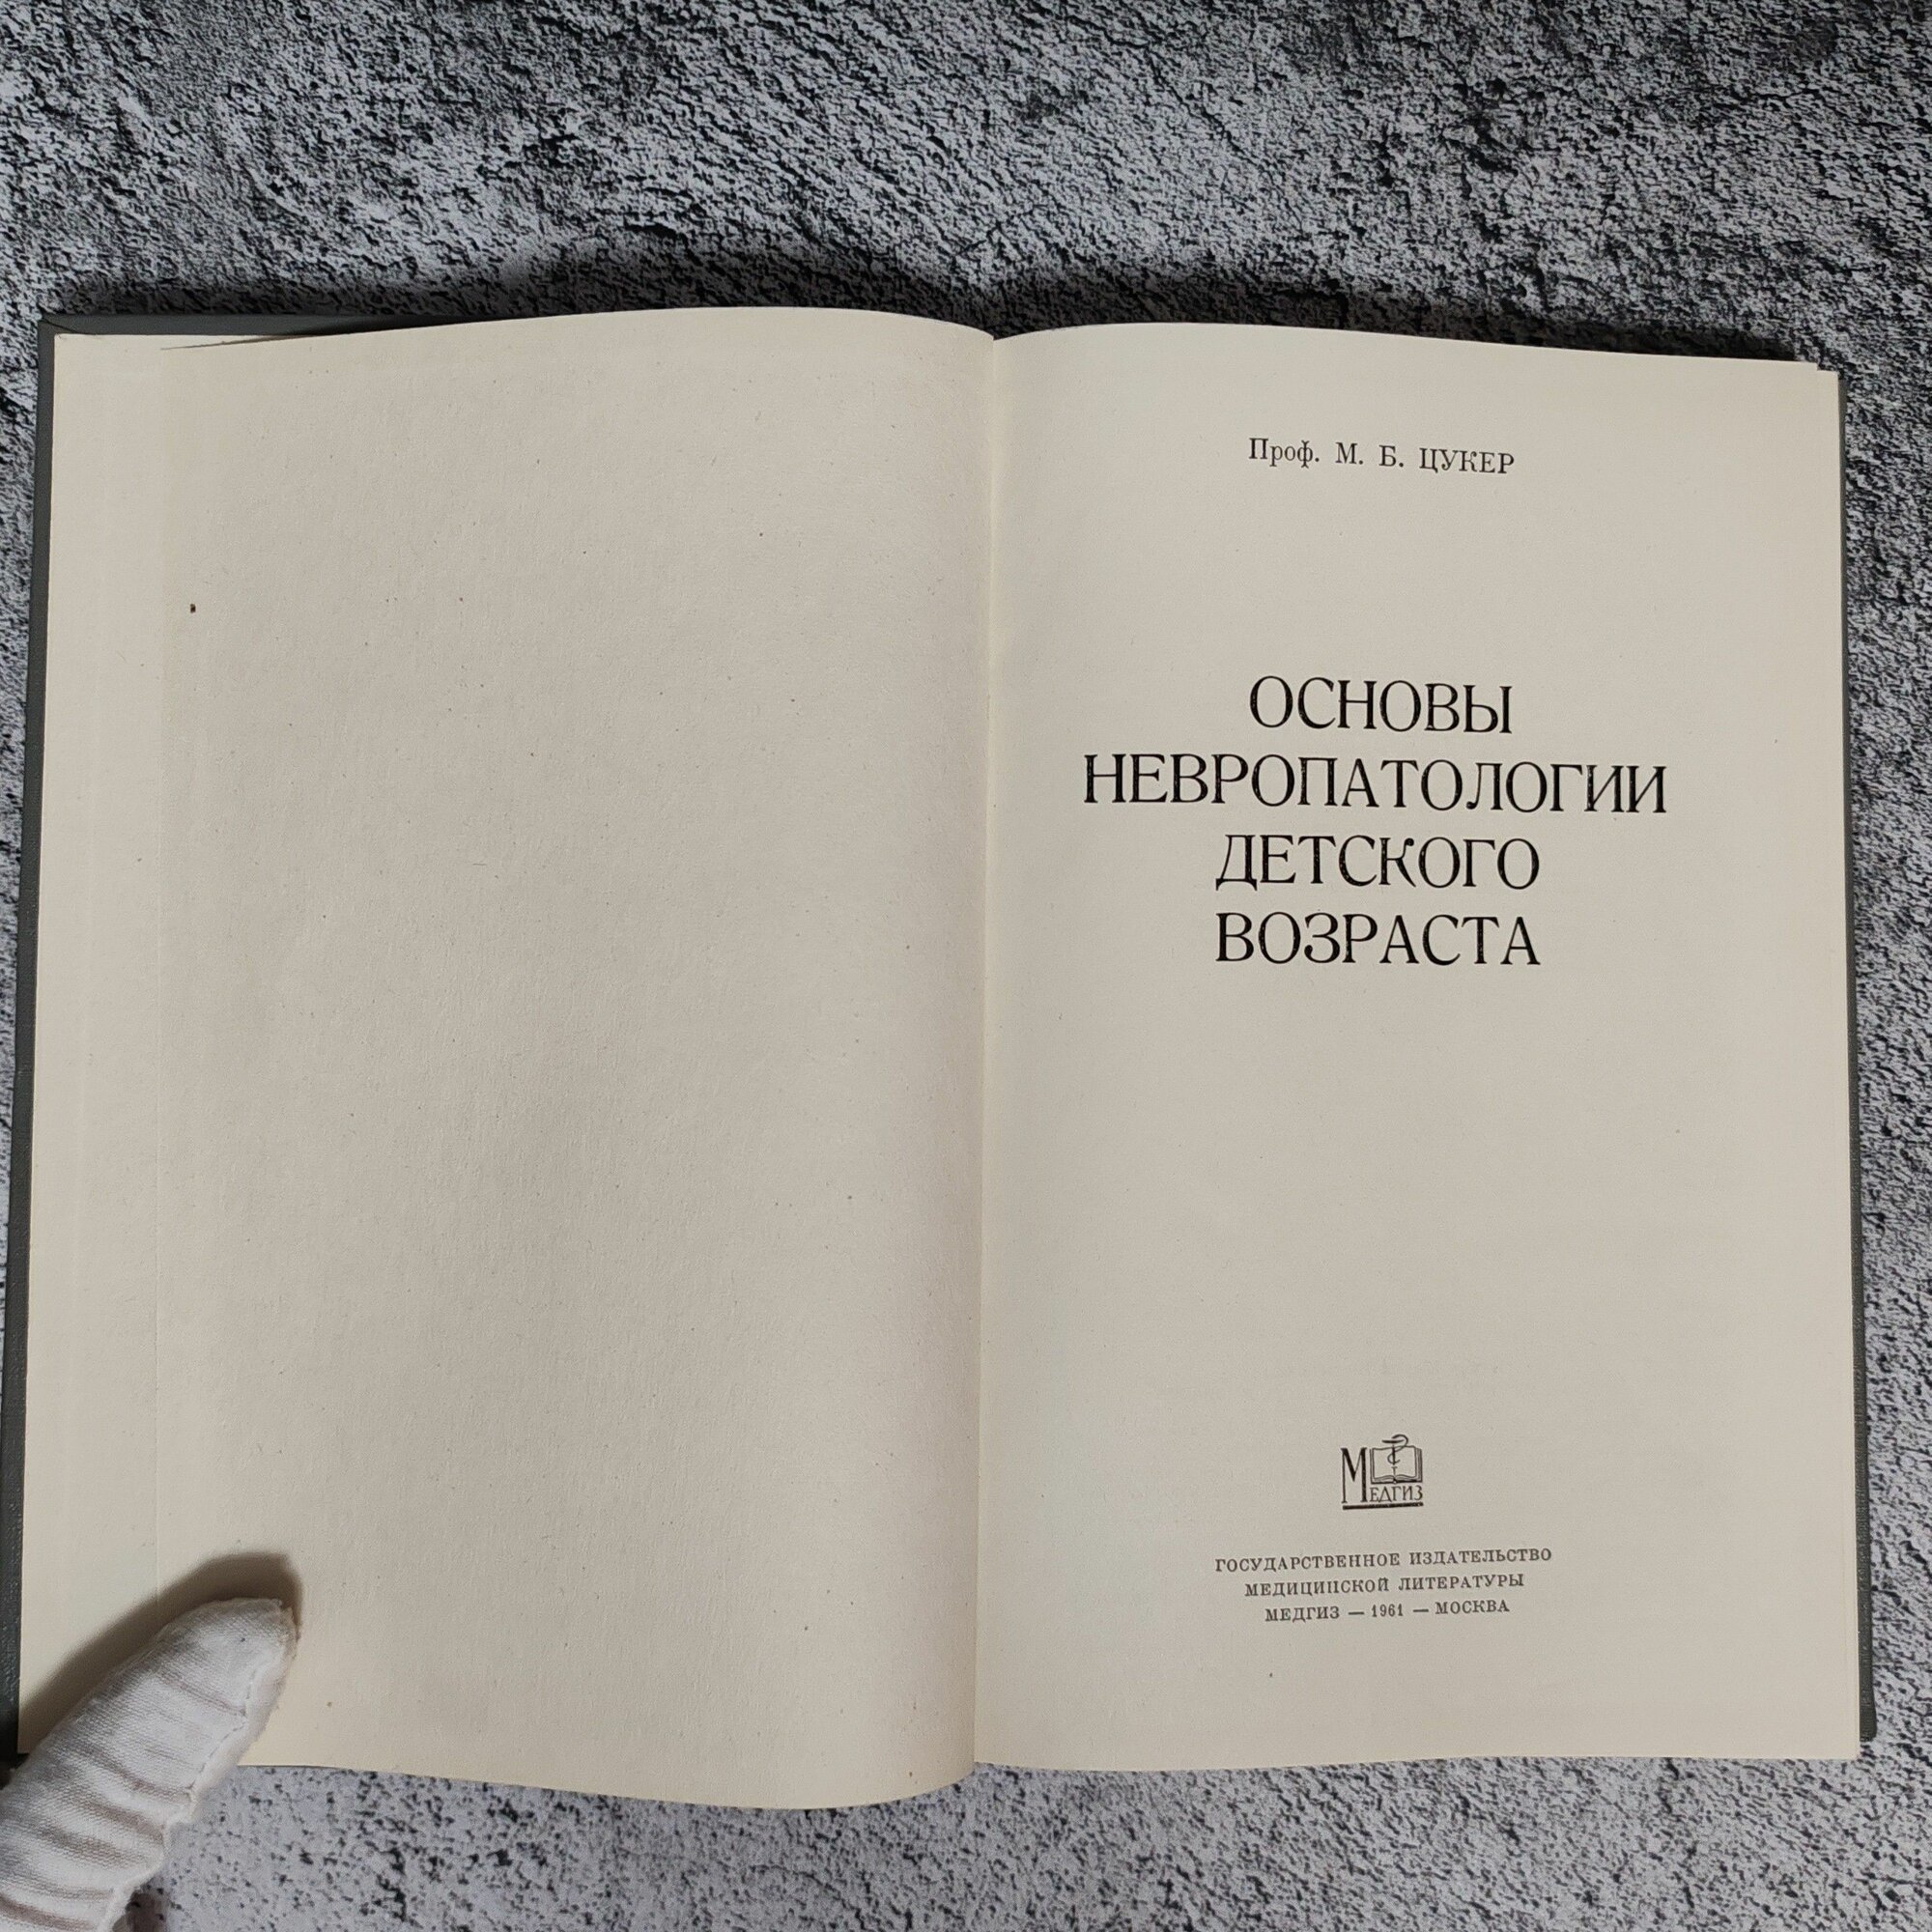 Проф. М. Б. ЦУКЕР
ОСНОВЫ
НЕВРОПАТОЛОГИИ
ДЕТСКОГО
ВОЗРАСТА
МЕДГИЗ
ГОСУДАРСТВЕННОЕ ИЗДАТЕЛЬСТВО
МЕДИЦИНСКОЙ ЛИТЕРАТУРЫ
МЕДГИЗ — 1961 — МОСКВА